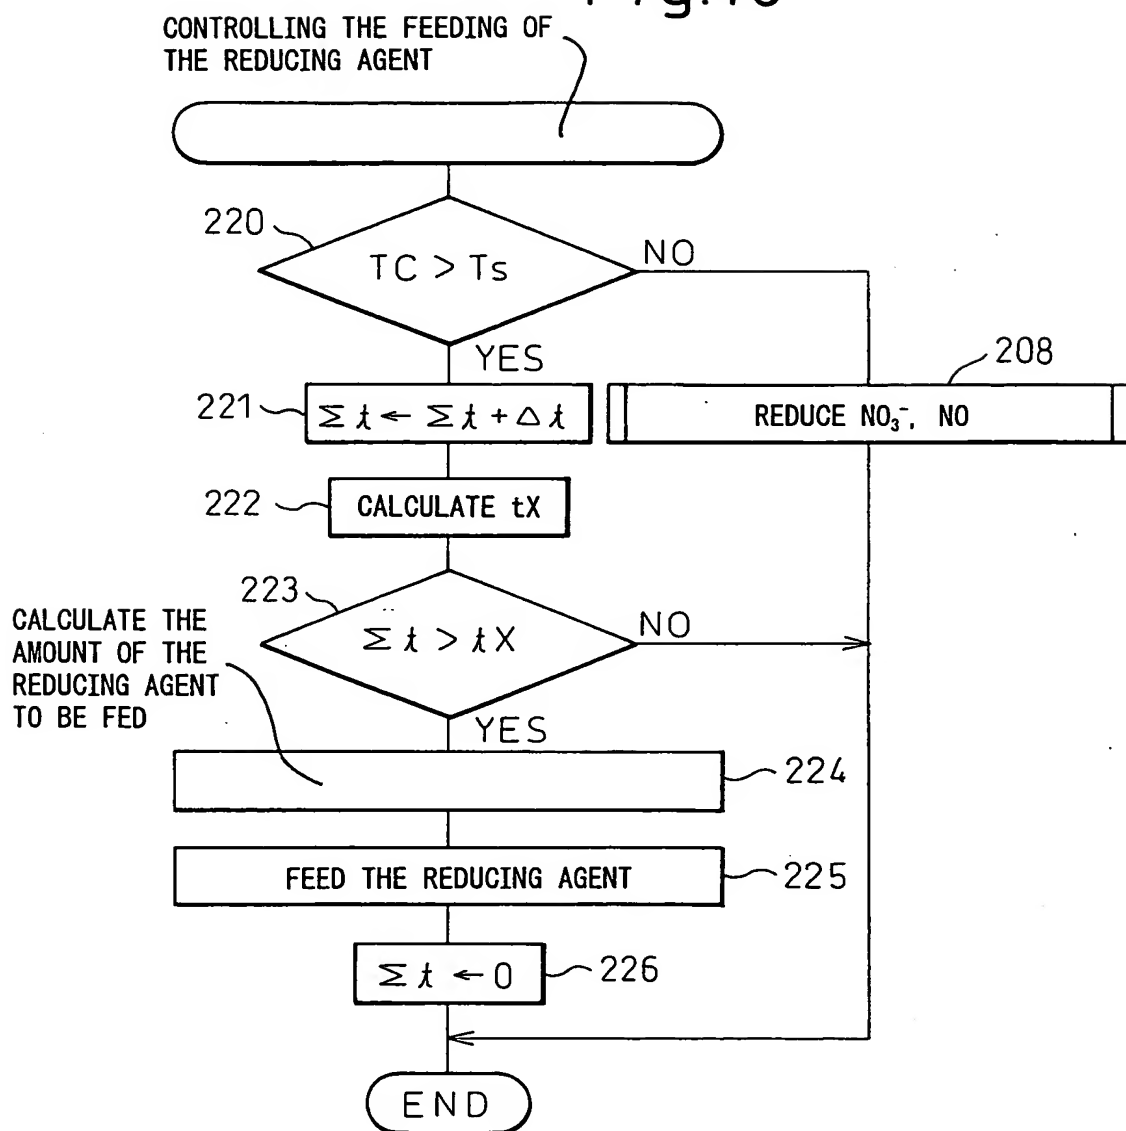 CONTROLLING THE FEEDING OF
THE REDUCING AGENT
220
TC > Ts
NO
YES
208
221
Σt ← Σt + Δt
REDUCE NO₃⁻, NO
222
CALCULATE tX
223
Σt > tX
NO
CALCULATE THE
AMOUNT OF THE
REDUCING AGENT
TO BE FED
YES
224
FEED THE REDUCING AGENT
225
Σt ← 0
226
END